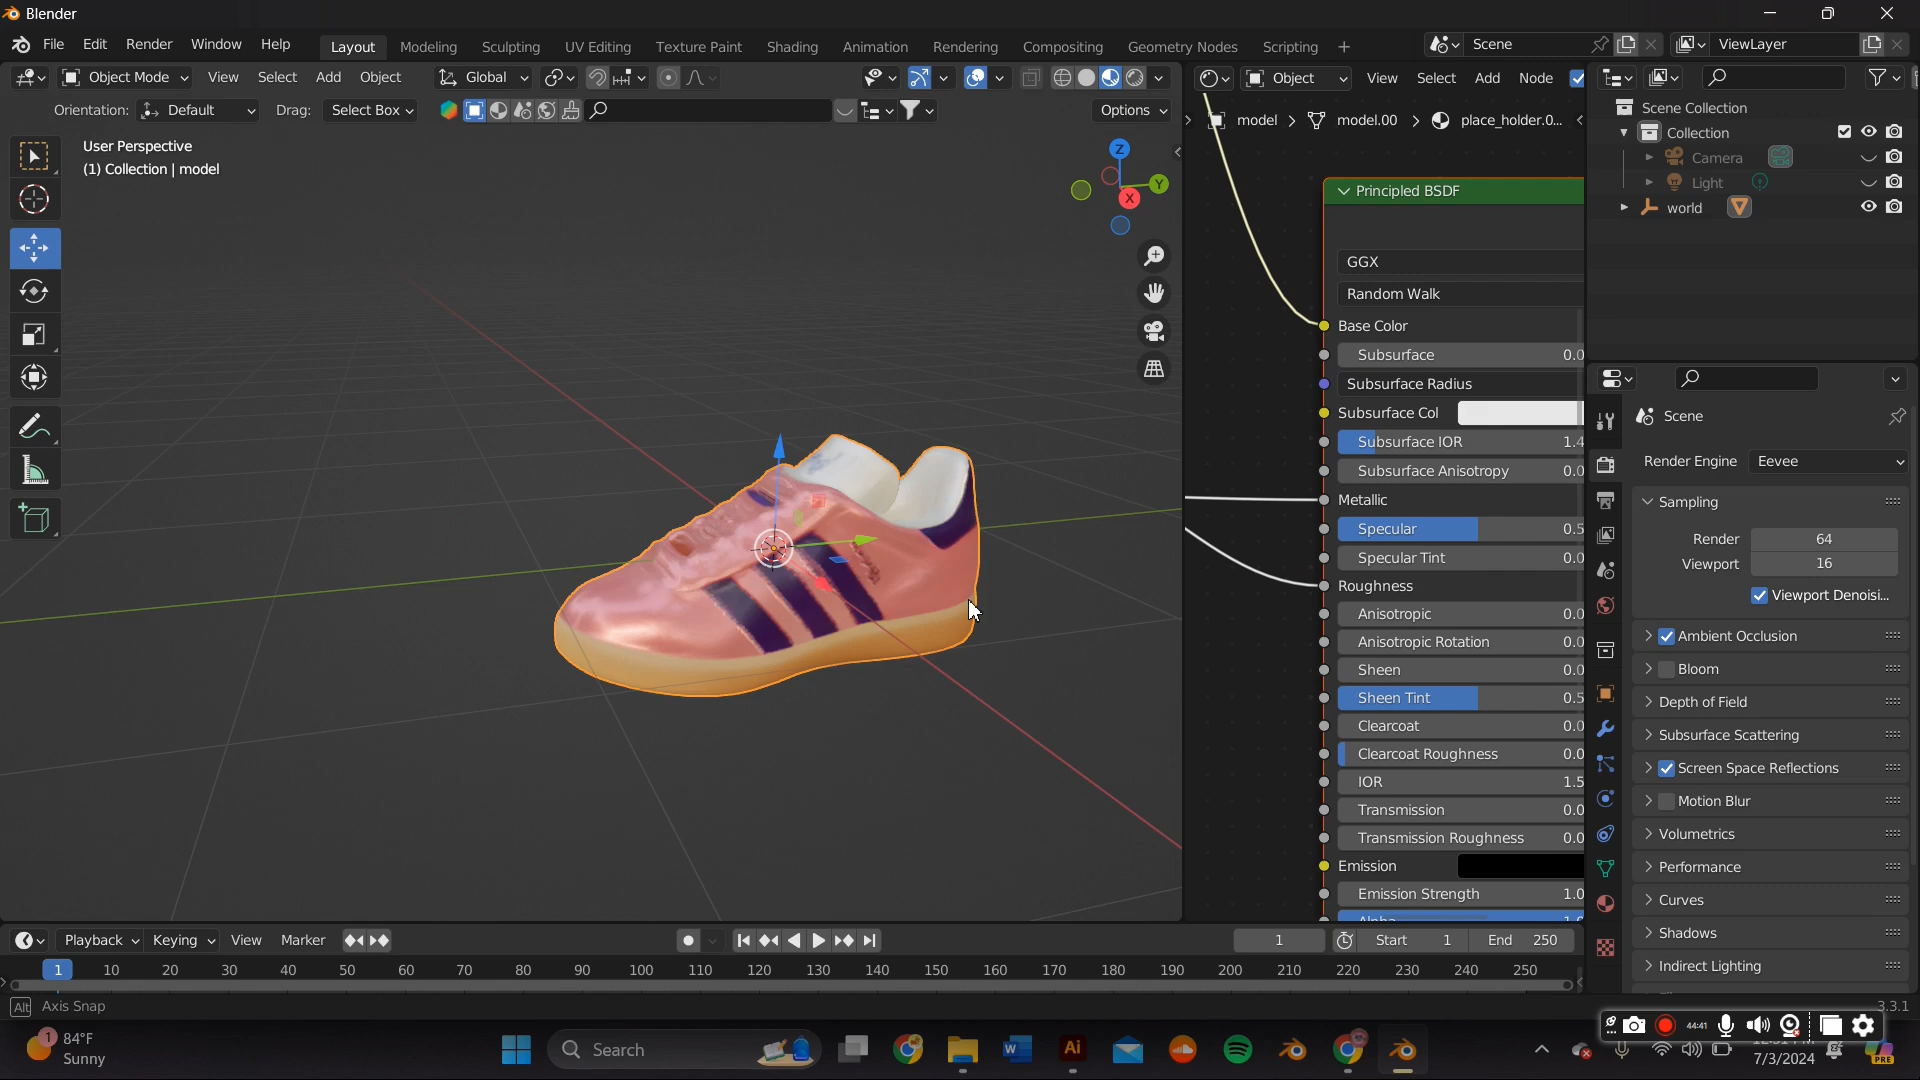 Blender
File Edit Render Window Help Layout Modeling Sculpting UV Editing Texture Paint Shading Animation Rendering Compositing Geometry Nodes Scripting Scene ViewLayer
Object Mode View Select Add Object Global Object View Select Add Node
Orientation: Default Drag: Select Box Options
Scene Collection
Collection
Camera
Light
world
model model.00 place_holder.0...
User Perspective
(1) Collection | model
Z
Y
X
Principled BSDF
GGX
Random Walk
Base Color
Subsurface 0.0
Subsurface Radius
Subsurface Col
Subsurface IOR 1.4
Subsurface Anisotropy 0.0
Metallic
Specular 0.5
Specular Tint 0.0
Roughness
Anisotropic 0.0
Anisotropic Rotation 0.0
Sheen 0.0
Sheen Tint 0.5
Clearcoat 0.0
Clearcoat Roughness 0.0
IOR 1.5
Transmission 0.0
Transmission Roughness 0.0
Emission
Emission Strength 1.0
Scene
Render Engine Eevee
Sampling
Render 64
Viewport 16
Viewport Denoisi...
Ambient Occlusion
Bloom
Depth of Field
Subsurface Scattering
Screen Space Reflections
Motion Blur
Volumetrics
Performance
Curves
Shadows
Indirect Lighting
Playback Keying View Marker 1 Start 1 End 250
1 10 20 30 40 50 60 70 80 90 100 110 120 130 140 150 160 170 180 190 200 210 220 230 240 250
Alt Axis Snap
3.3.1
44:41
1
84°F
Sunny
Search
W
Ai
7/3/2024
PRE